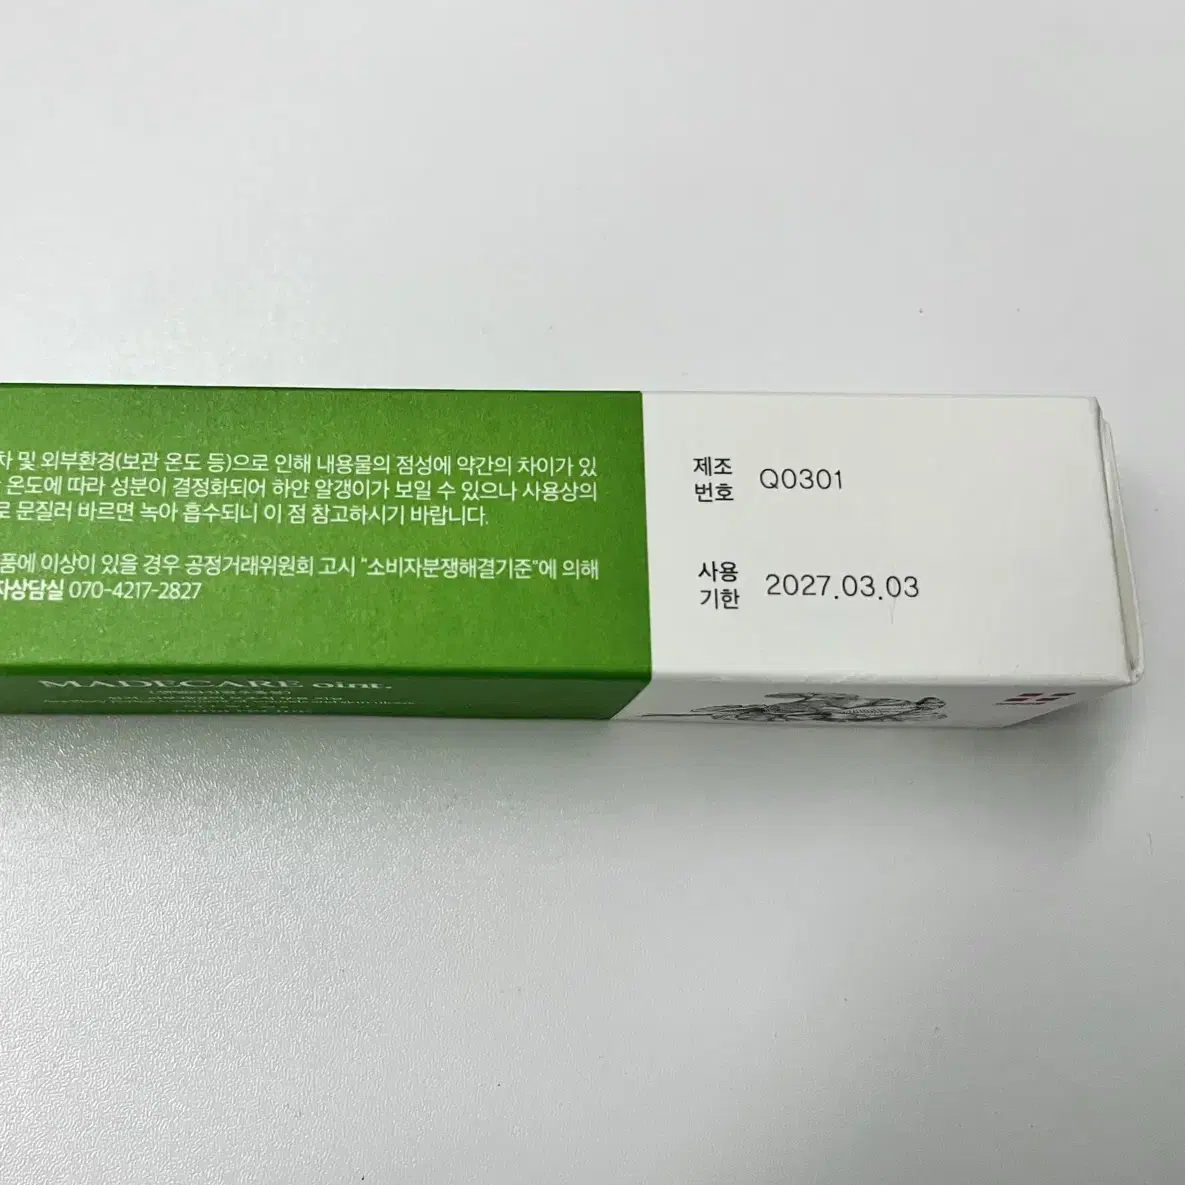 차 및 외부환경(보관 온도 등)으로 인해 내용물의 점성에 약간의 차이가 있
온도에 따라 성분이 결정화되어 하얀 알갱이가 보일 수 있으나 사용상의
로 문질러 바르면 녹아 흡수되니 이 점 참고하시기 바랍니다.
품에 이상이 있을 경우 공정거래위원회 고시 "소비자분쟁해결기준"에 의해
자상담실 070-4217-2827
제조
번호 Q0301
사용
기한 2027.03.03
MADECARE oint.